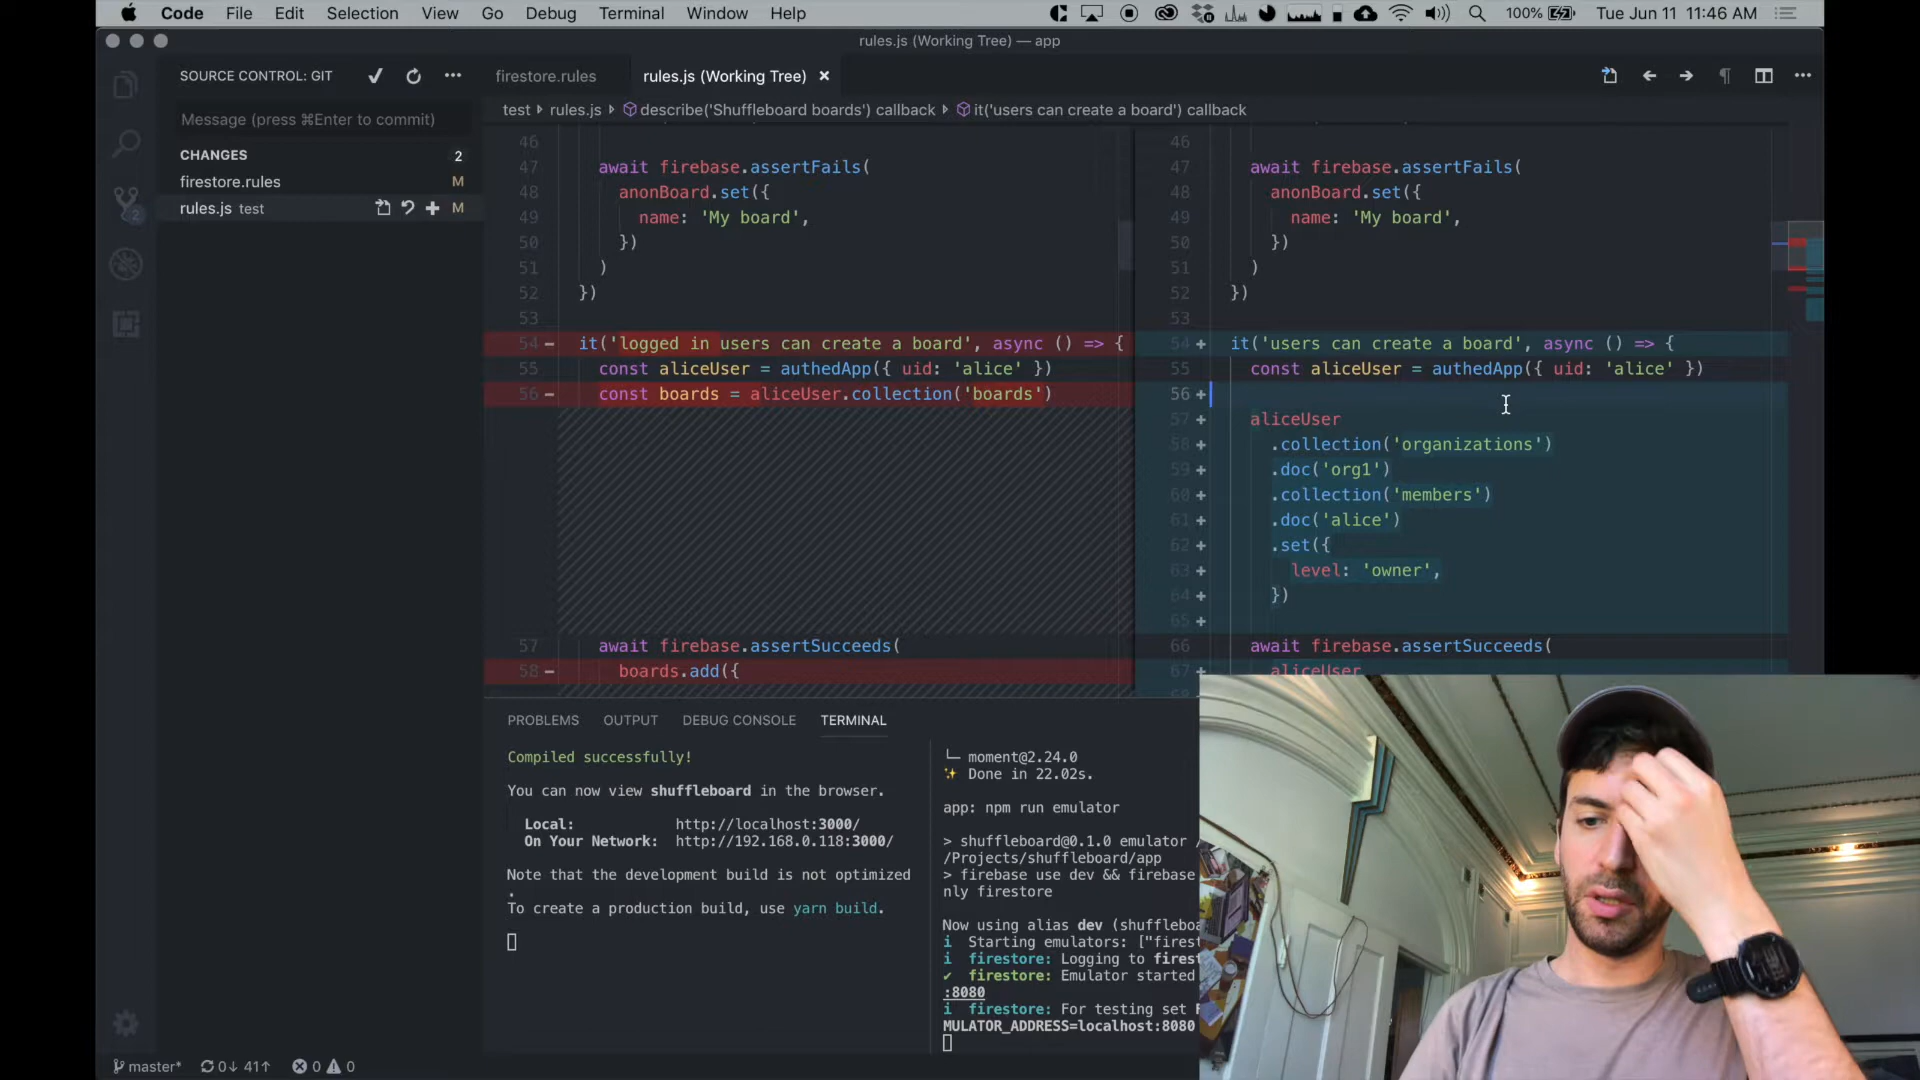 Code File Edit Selection View Go Debug Terminal Window Help 100% Tue Jun 11 11:46 AM
rules.js (Working Tree) — app
SOURCE CONTROL: GIT
firestore.rules
rules.js (Working Tree)
test rules.js describe('Shuffleboard boards') callback it('users can create a board') callback
Message (press ⌘Enter to commit)
CHANGES 2
firestore.rules M
rules.js test M
2
46
47 await firebase.assertFails(
48 anonBoard.set({
49 name: 'My board',
50 })
51 )
52 })
53
54 it('logged in users can create a board', async () => {
55 const aliceUser = authedApp({ uid: 'alice' })
56 const boards = aliceUser.collection('boards')
57 await firebase.assertSucceeds(
58 boards.add({
46
47 await firebase.assertFails(
48 anonBoard.set({
49 name: 'My board',
50 })
51 )
52 })
53
54 + it('users can create a board', async () => {
55 const aliceUser = authedApp({ uid: 'alice' })
56 +
57 + aliceUser
58 + .collection('organizations')
59 + .doc('org1')
60 + .collection('members')
61 + .doc('alice')
62 + .set({
63 + level: 'owner',
64 + })
65 +
66 await firebase.assertSucceeds(
67 + aliceUser
PROBLEMS OUTPUT DEBUG CONSOLE TERMINAL
Compiled successfully!
You can now view shuffleboard in the browser.
Local: http://localhost:3000/
On Your Network: http://192.168.0.118:3000/
Note that the development build is not optimized
.
To create a production build, use yarn build.
└─ moment@2.24.0
✨ Done in 22.02s.
app: npm run emulator
> shuffleboard@0.1.0 emulator /
/Projects/shuffleboard/app
> firebase use dev && firebase
nly firestore
Now using alias dev (shufflebo
i firestore: Starting emulators: ["firest
i firestore: Logging to firest
✔ firestore: Emulator started
:8080
i firestore: For testing set
MULATOR_ADDRESS=localhost:8080
master* 0↓ 41↑ 0 0